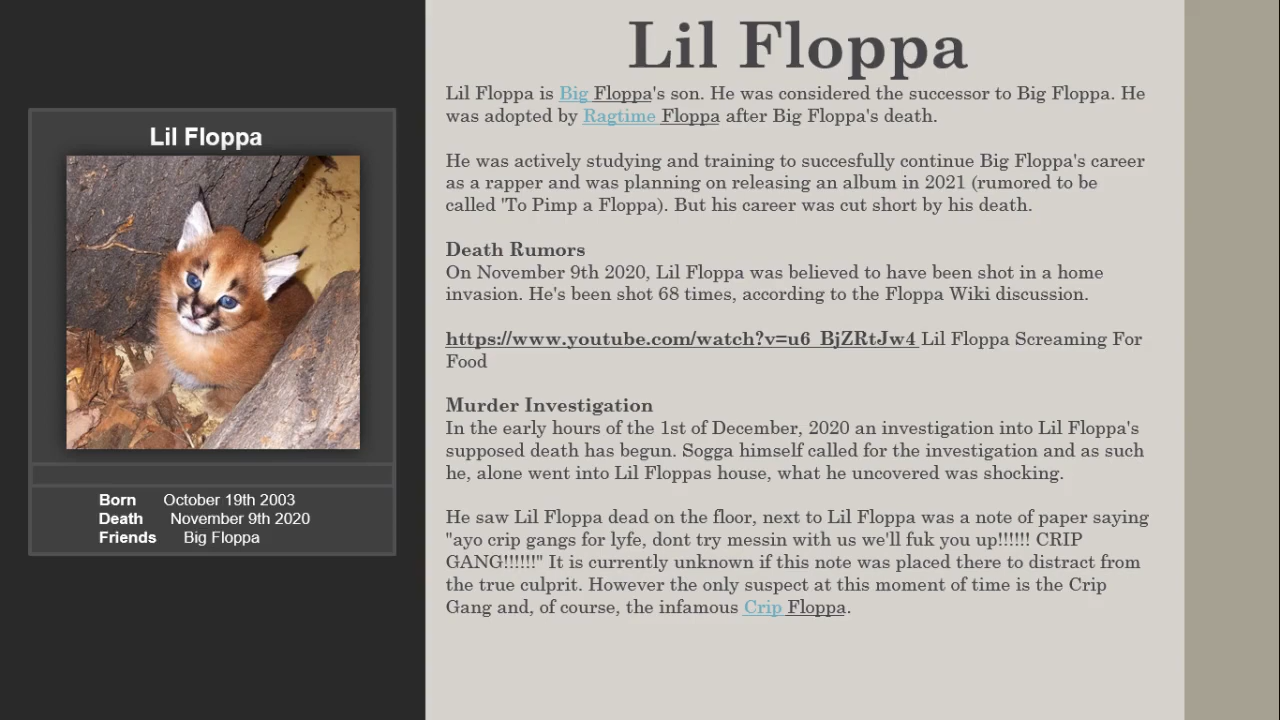 Lil Floppa
Born October 19th 2003
Death November 9th 2020
Friends Big Floppa
Lil Floppa
Lil Floppa is Big Floppa's son. He was considered the successor to Big Floppa. He
was adopted by Ragtime Floppa after Big Floppa's death.
He was actively studying and training to succesfully continue Big Floppa's career
as a rapper and was planning on releasing an album in 2021 (rumored to be
called 'To Pimp a Floppa). But his career was cut short by his death.
Death Rumors
On November 9th 2020, Lil Floppa was believed to have been shot in a home
invasion. He's been shot 68 times, according to the Floppa Wiki discussion.
https://www.youtube.com/watch?v=u6_BjZRtJw4 Lil Floppa Screaming For
Food
Murder Investigation
In the early hours of the 1st of December, 2020 an investigation into Lil Floppa's
supposed death has begun. Sogga himself called for the investigation and as such
he, alone went into Lil Floppas house, what he uncovered was shocking.
He saw Lil Floppa dead on the floor, next to Lil Floppa was a note of paper saying
"ayo crip gangs for lyfe, dont try messin with us we'll fuk you up!!!!!! CRIP
GANG!!!!!!" It is currently unknown if this note was placed there to distract from
the true culprit. However the only suspect at this moment of time is the Crip
Gang and, of course, the infamous Crip Floppa.